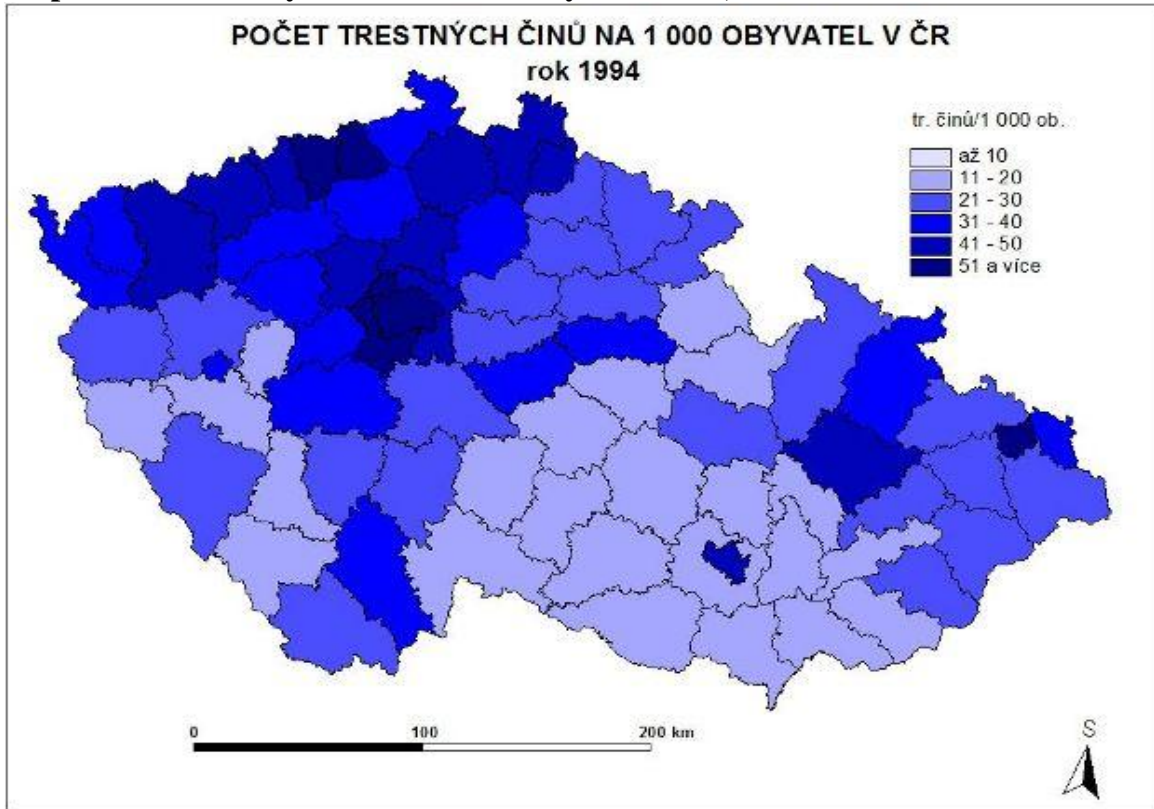 POČET TRESTNÝCH ČINŮ NA 1 000 OBYVATEL V ČR
rok 1994
tr. činů/1 000 ob.
až 10
11 - 20
21 - 30
31 - 40
41 - 50
51 a více
0 100 200 km
S